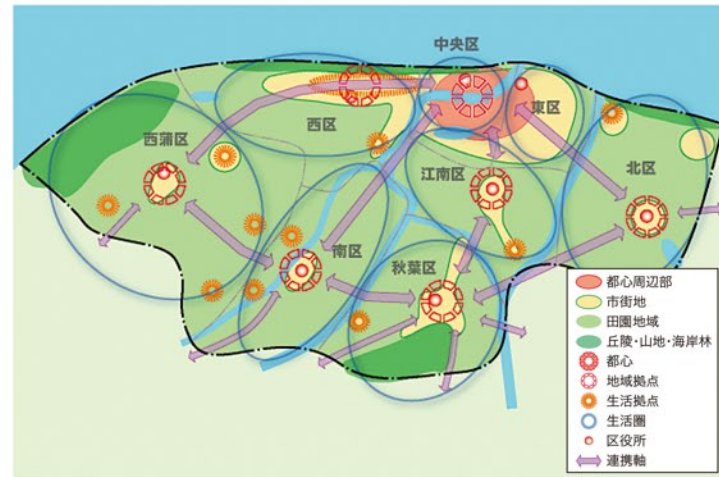 中央区
東区
西区
西蒲区
江南区
北区
南区
秋葉区
都心周辺部
市街地
田園地域
丘陵・山地・海岸林
都心
地域拠点
生活拠点
生活圏
区役所
連携軸